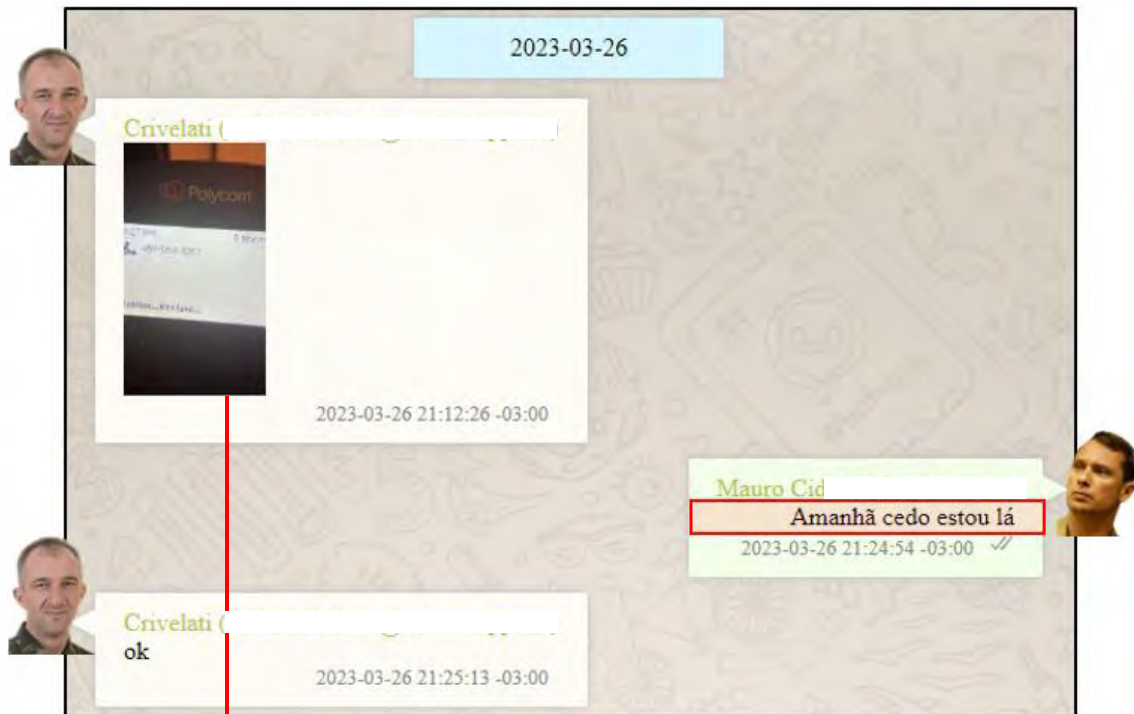 2023-03-26
Crivelati (
Polycom
2023-03-26 21:12:26 -03:00
Mauro Cid
Amanhã cedo estou lá
2023-03-26 21:24:54 -03:00
Crivelati (
ok
2023-03-26 21:25:13 -03:00